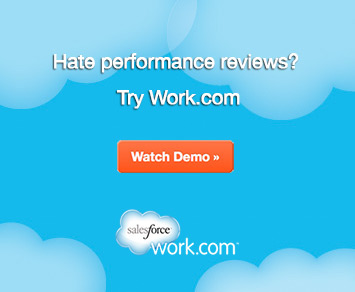 Hate performance reviews?
Try Work.com
Watch Demo »
salesforce
work.com